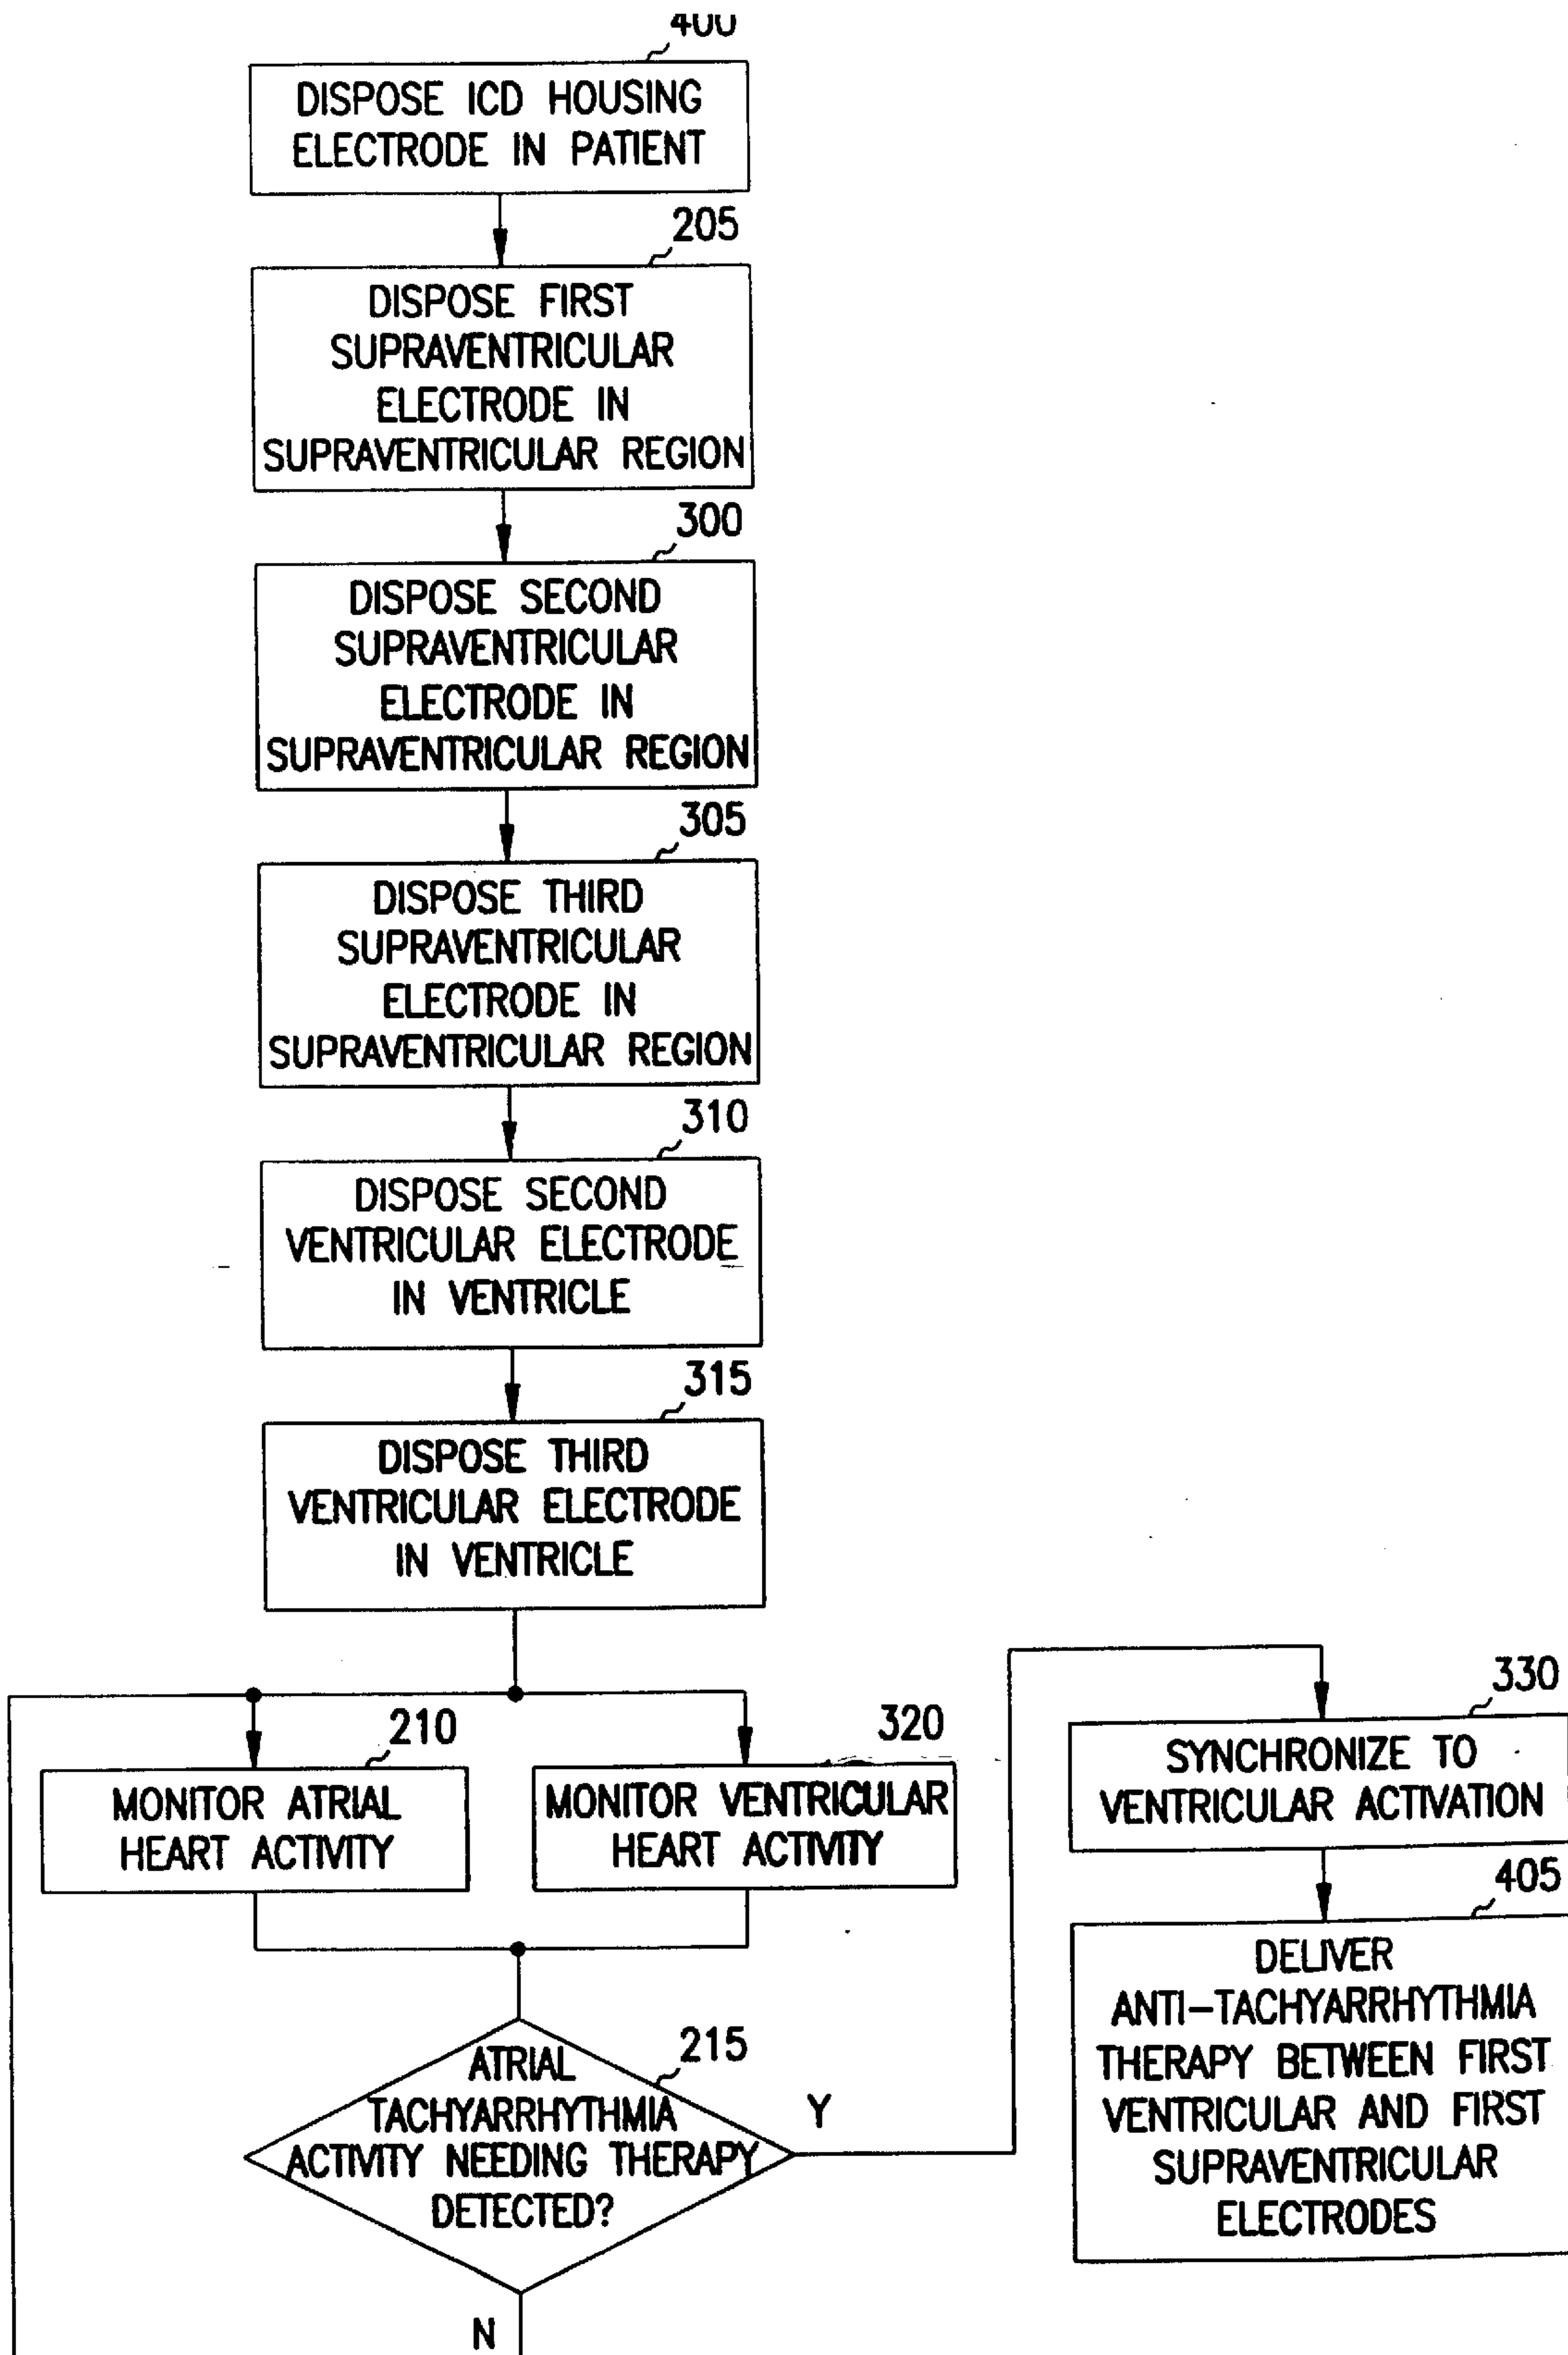 400
DISPOSE ICD HOUSING
ELECTRODE IN PATIENT
205
DISPOSE FIRST
SUPRAVENTRICULAR
ELECTRODE IN
SUPRAVENTRICULAR REGION
300
DISPOSE SECOND
SUPRAVENTRICULAR
ELECTRODE IN
SUPRAVENTRICULAR REGION
305
DISPOSE THIRD
SUPRAVENTRICULAR
ELECTRODE IN
SUPRAVENTRICULAR REGION
310
DISPOSE SECOND
VENTRICULAR ELECTRODE
IN VENTRICLE
315
DISPOSE THIRD
VENTRICULAR ELECTRODE
IN VENTRICLE
210
MONITOR ATRIAL
HEART ACTIVITY
320
MONITOR VENTRICULAR
HEART ACTIVITY
215
ATRIAL
TACHYARRHYTHMIA
ACTIVITY NEEDING THERAPY
DETECTED?
Y
N
330
SYNCHRONIZE TO
VENTRICULAR ACTIVATION
405
DELIVER
ANTI-TACHYARRHYTHMIA
THERAPY BETWEEN FIRST
VENTRICULAR AND FIRST
SUPRAVENTRICULAR
ELECTRODES